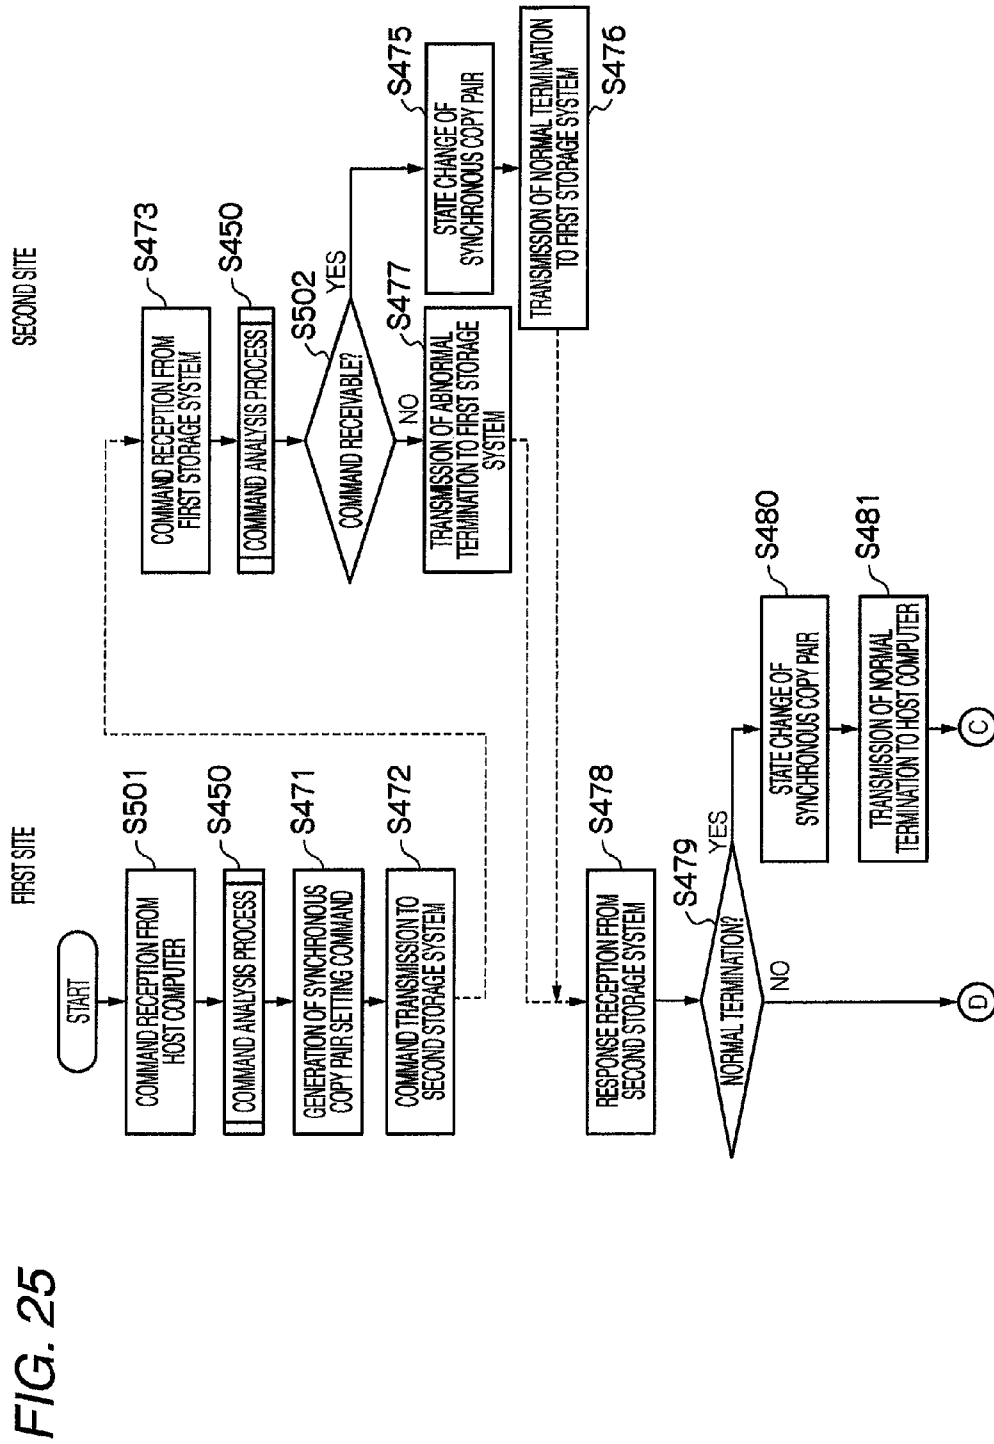 FIG. 25
FIRST SITE
START
COMMAND RECEPTION FROM
HOST COMPUTER
S501
COMMAND ANALYSIS PROCESS
S450
GENERATION OF SYNCHRONOUS
COPY PAIR SETTING COMMAND
S471
COMMAND TRANSMISSION TO
SECOND STORAGE SYSTEM
S472
SECOND SITE
COMMAND RECEPTION FROM
FIRST STORAGE SYSTEM
S473
COMMAND ANALYSIS PROCESS
S450
COMMAND RECEIVABLE?
S502
YES
NO
TRANSMISSION OF ABNORMAL
TERMINATION TO FIRST STORAGE
SYSTEM
S477
STATE CHANGE OF
SYNCHRONOUS COPY PAIR
S475
TRANSMISSION OF NORMAL TERMINATION
TO FIRST STORAGE SYSTEM
S476
RESPONSE RECEPTION FROM
SECOND STORAGE SYSTEM
S478
NORMAL TERMINATION?
S479
YES
NO
STATE CHANGE OF
SYNCHRONOUS COPY PAIR
S480
TRANSMISSION OF NORMAL
TERMINATION TO HOST COMPUTER
S481
D
C